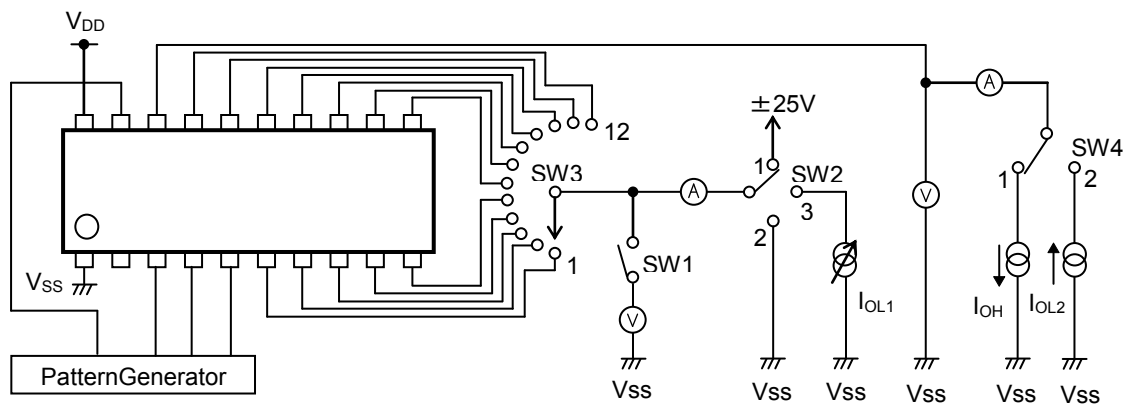 VDD
±25V
A
12
SW3
1
SW2
SW4
A
1
2
3
2
V
1
SW1
VSS
V
IOL1
IOH
IOL2
PatternGenerator
Vss
Vss
Vss
Vss
Vss
Vss